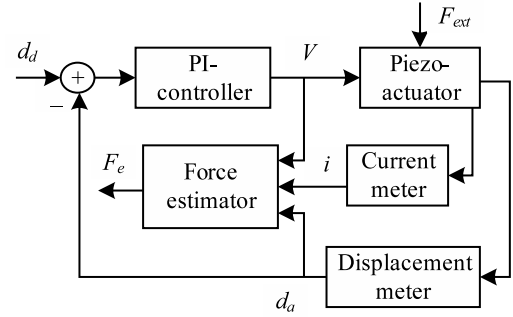 F_ext
d_d
+
−
PI-
controller
V
Piezo-
actuator
F_e
Force
estimator
i
Current
meter
Displacement
meter
d_a